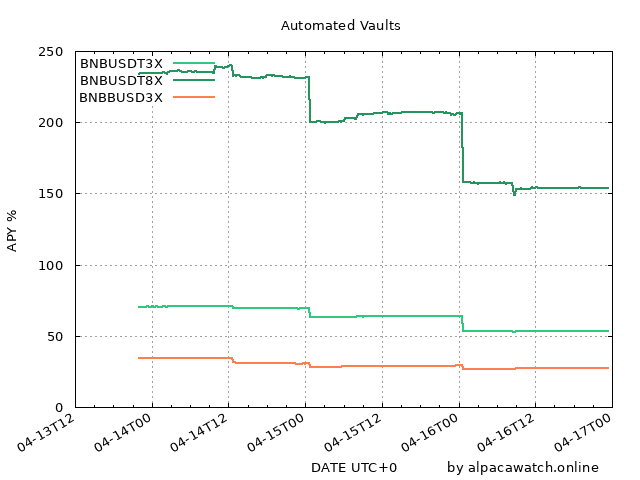 Automated Vaults
250
200
150
100
50
0
APY %
BNBUSDT3X
BNBUSDT8X
BNBBUSD3X
04-13T12
04-14T00
04-14T12
04-15T00
04-15T12
04-16T00
04-16T12
04-17T00
DATE UTC+0
by alpacawatch.online